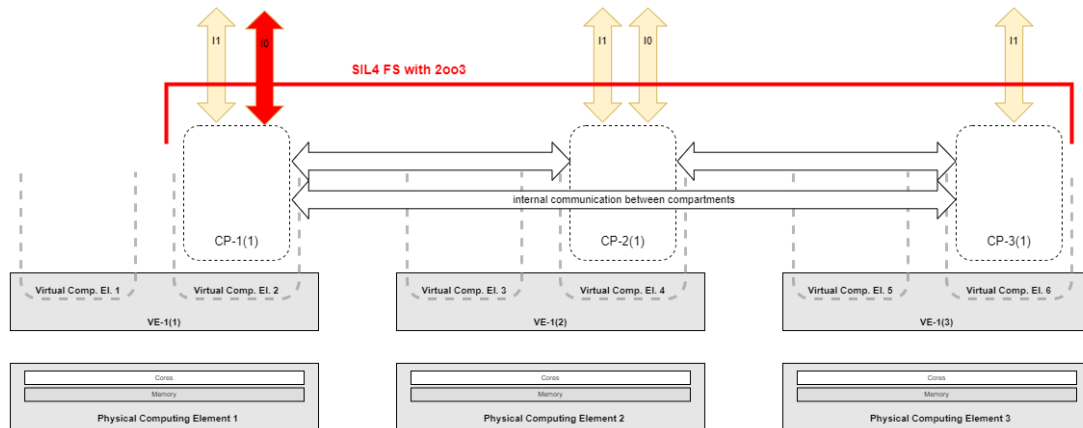 I1
I0
I1
I0
I1
SIL4 FS with 2oo3
internal communication between compartments
CP-1(1)
CP-2(1)
CP-3(1)
Virtual Comp. El. 1
Virtual Comp. El. 2
Virtual Comp. El. 3
Virtual Comp. El. 4
Virtual Comp. El. 5
Virtual Comp. El. 6
VE-1(1)
VE-1(2)
VE-1(3)
Cores
Cores
Cores
Memory
Memory
Memory
Physical Computing Element 1
Physical Computing Element 2
Physical Computing Element 3